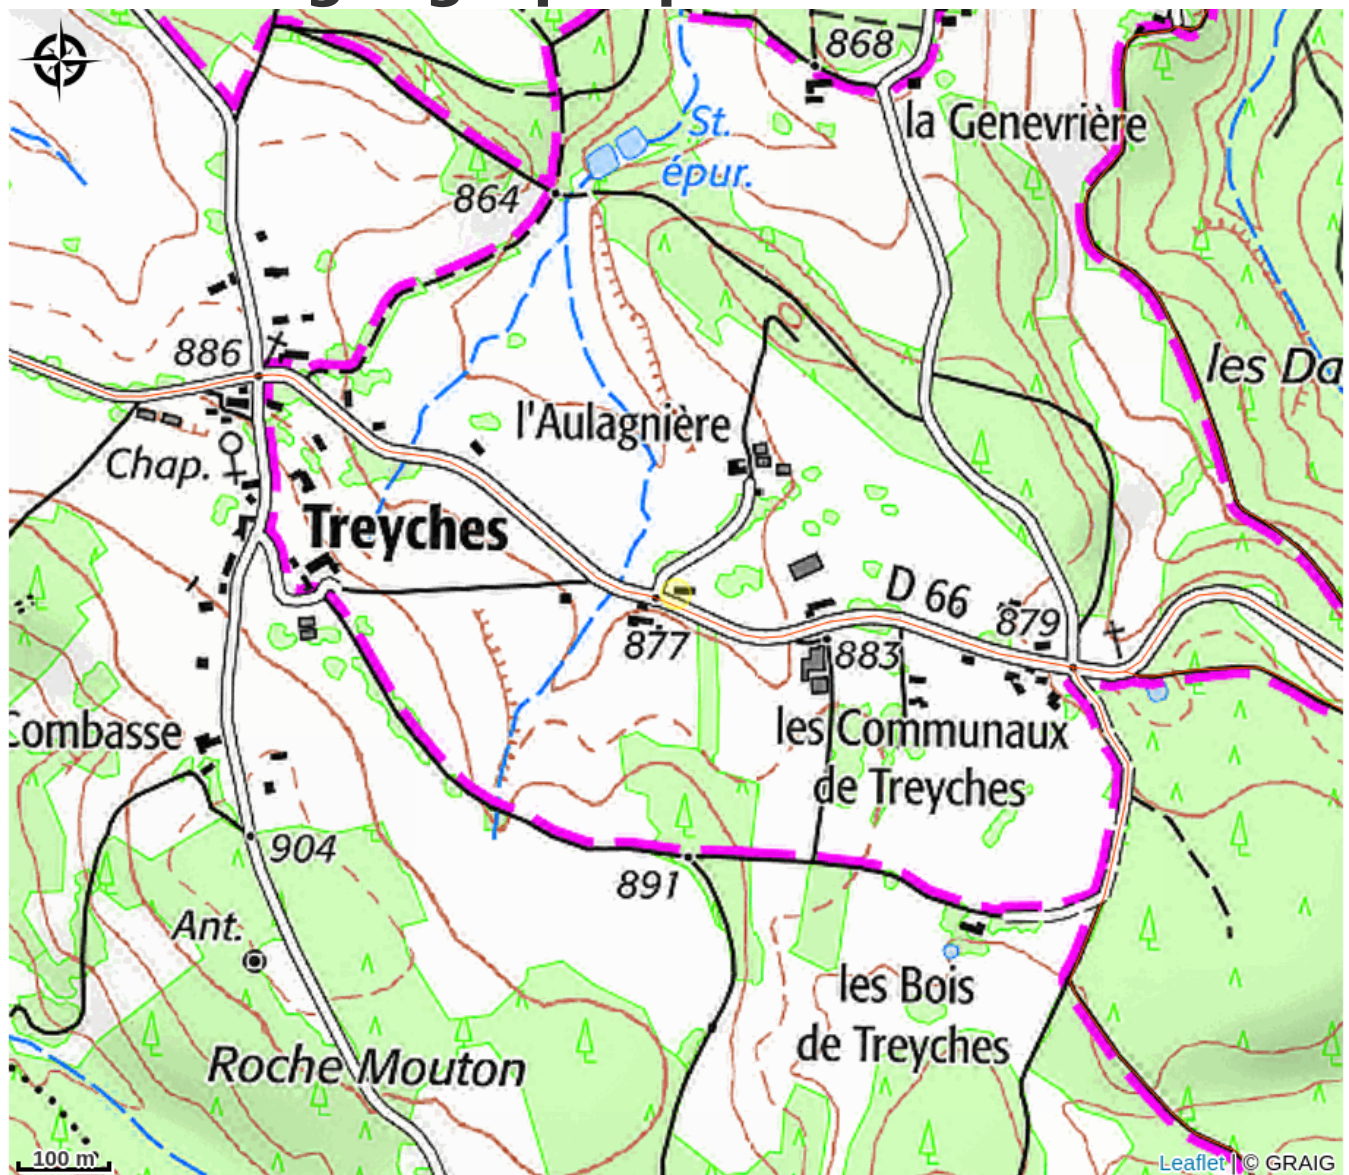 868
la Genevrière
St.
épur.
864
886
les Da
l'Aulagnière
Chap.
Treyches
D 66
879
877
883
Combasse
les Communaux
de Treyches
904
891
Ant.
les Bois
de Treyches
Roche Mouton
100 m
Leaflet | © GRAIG